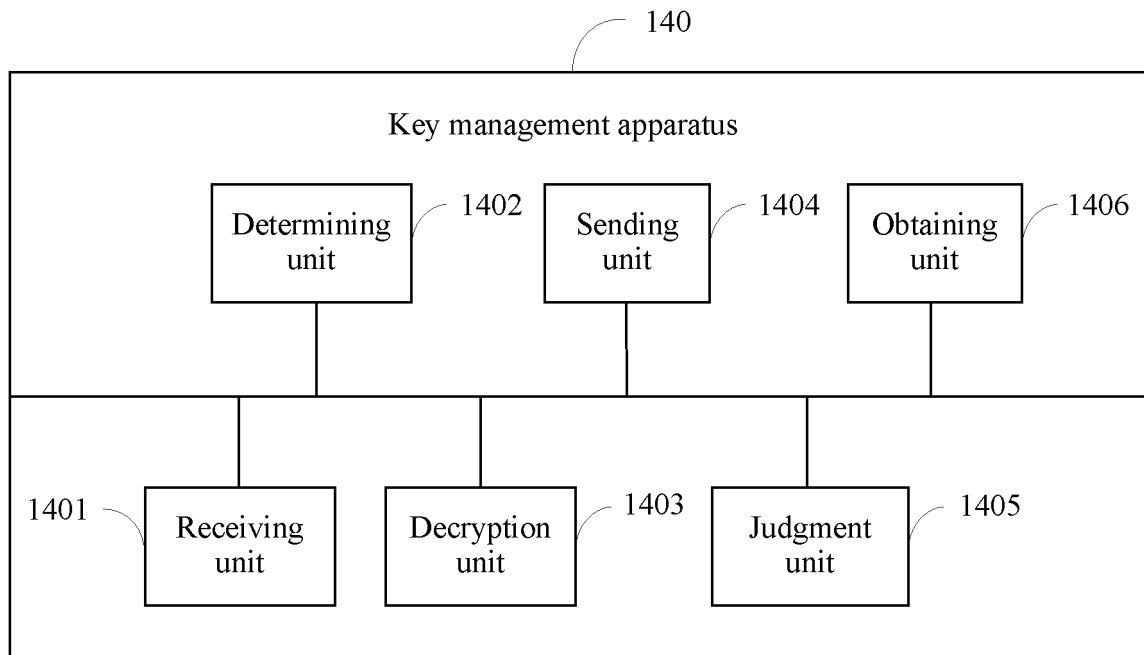 140
Key management apparatus
Determining
unit
1402
Sending
unit
1404
Obtaining
unit
1406
1401
Receiving
unit
Decryption
unit
1403
Judgment
unit
1405